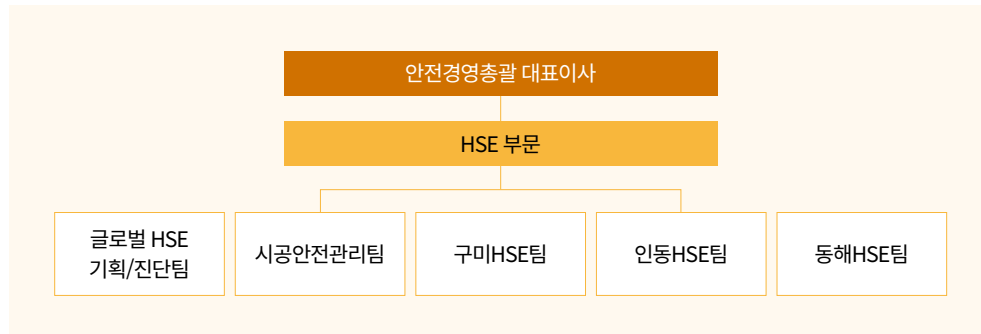 안전경영총괄 대표이사
HSE 부문
글로벌 HSE
기획/진단팀
시공안전관리팀
구미HSE팀
인동HSE팀
동해HSE팀